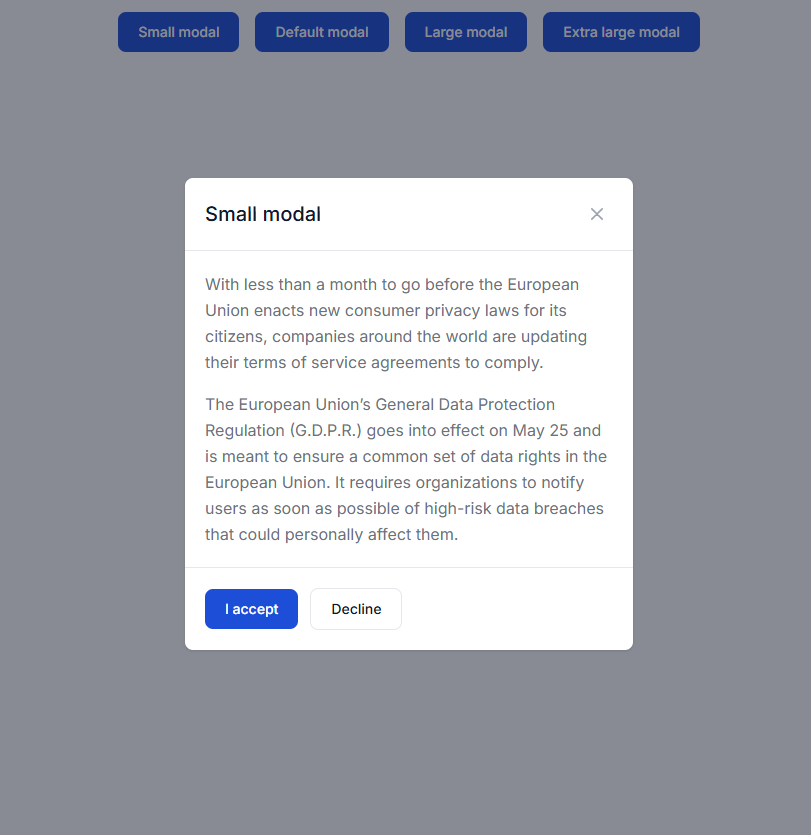 Small modal
Default modal
Large modal
Extra large modal
Small modal
With less than a month to go before the European
Union enacts new consumer privacy laws for its
citizens, companies around the world are updating
their terms of service agreements to comply.
The European Union’s General Data Protection
Regulation (G.D.P.R.) goes into effect on May 25 and
is meant to ensure a common set of data rights in the
European Union. It requires organizations to notify
users as soon as possible of high-risk data breaches
that could personally affect them.
I accept
Decline